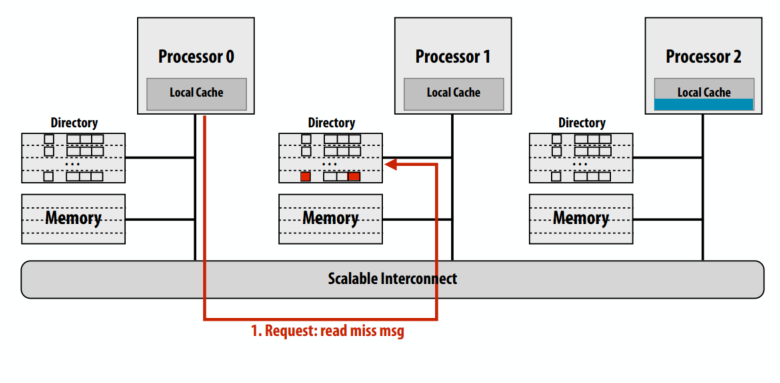 Processor 0
Local Cache
Processor 1
Local Cache
Processor 2
Local Cache
Directory
Directory
Directory
...
...
...
Memory
Memory
Memory
Scalable Interconnect
1. Request: read miss msg